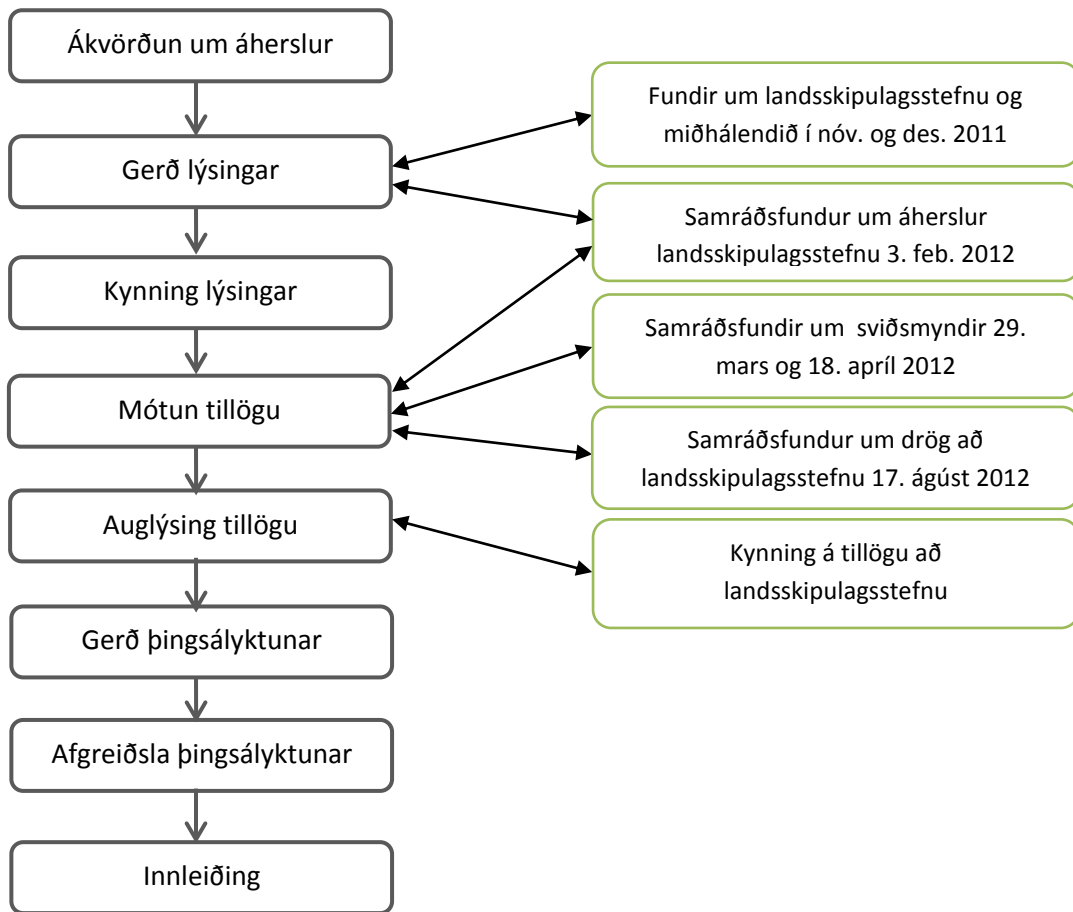 Ákvörðun um áherslur
Gerð lýsingar
Kynning lýsingar
Mótun tillögu
Auglýsing tillögu
Gerð þingsályktunar
Afgreiðsla þingsályktunar
Innleiðing
Fundir um landsskipulagsstefnu og
miðhálendið í nóv. og des. 2011
Samráðsfundur um áherslur
landsskipulagsstefnu 3. feb. 2012
Samráðsfundir um  sviðsmyndir 29.
mars og 18. apríl 2012
Samráðsfundur um drög að
landsskipulagsstefnu 17. ágúst 2012
Kynning á tillögu að
landsskipulagsstefnu